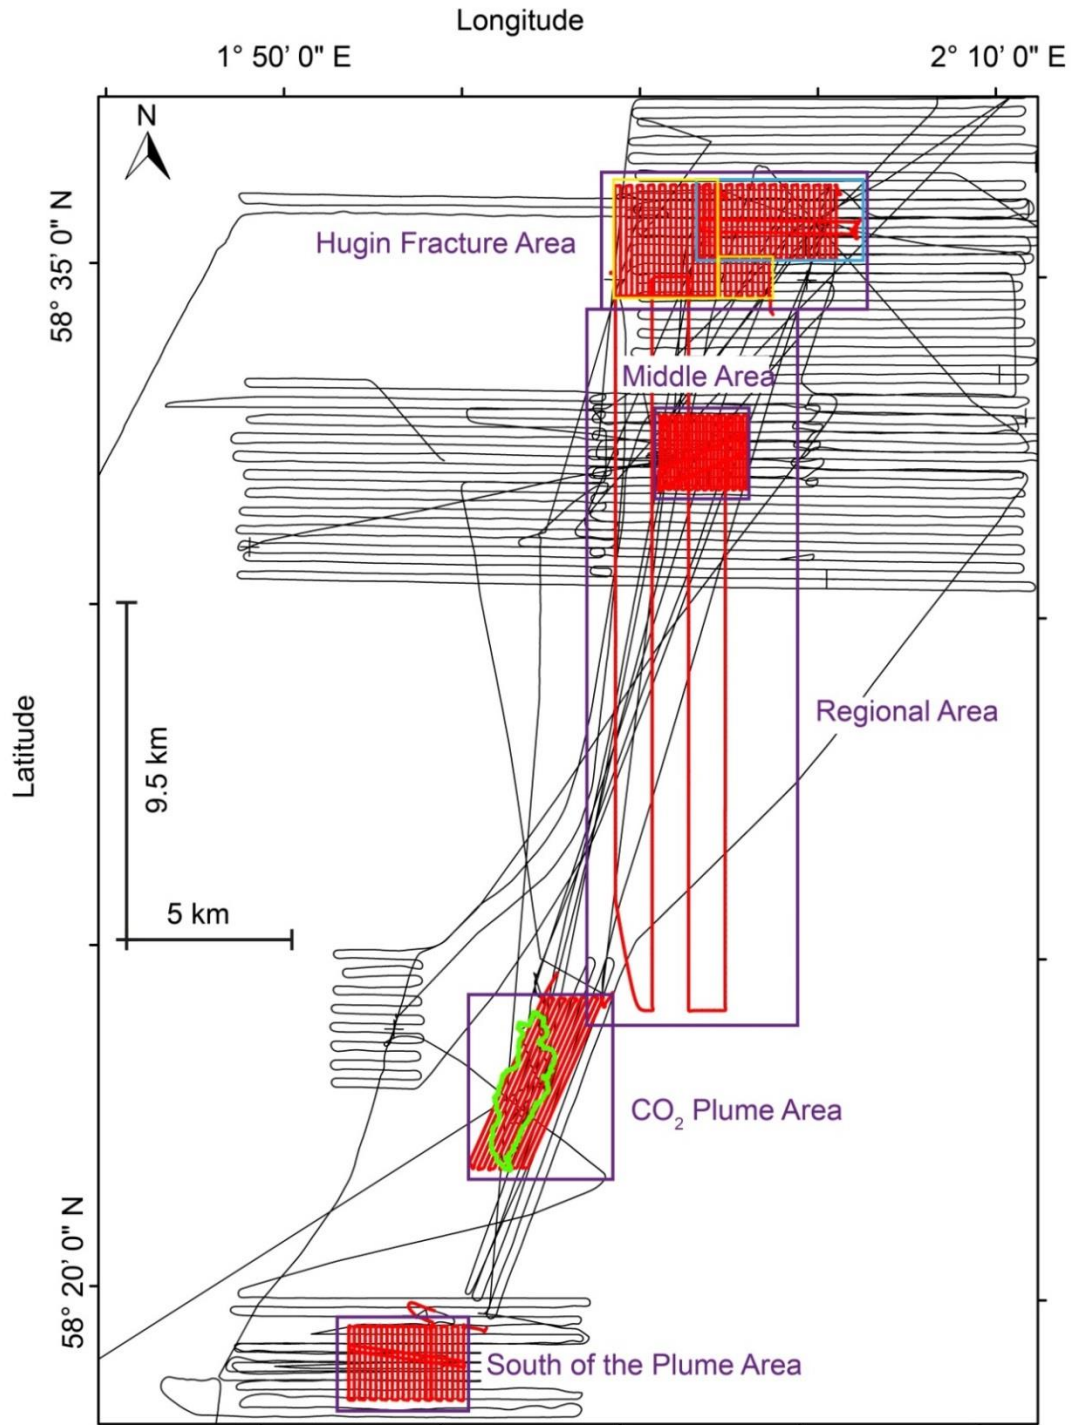 Longitude
1° 50’ 0" E
2° 10’ 0" E
N
58° 35’ 0" N
Hugin Fracture Area
Middle Area
Regional Area
Latitude
9.5 km
5 km
CO₂ Plume Area
58° 20’ 0" N
South of the Plume Area